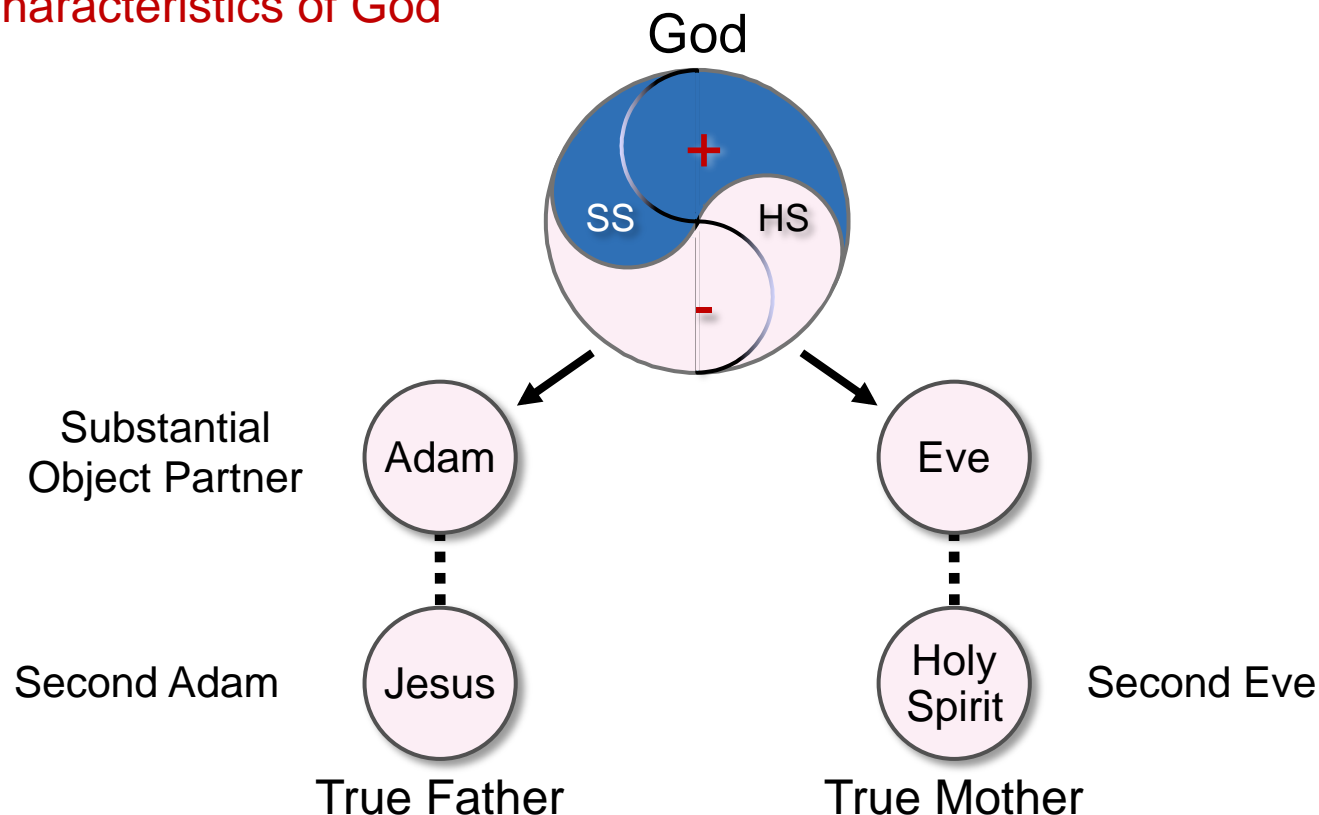 haracteristics of God
God
+
SS
HS
-
Substantial
Object Partner
Adam
Eve
Second Adam
Jesus
Holy
Spirit
Second Eve
True Father
True Mother